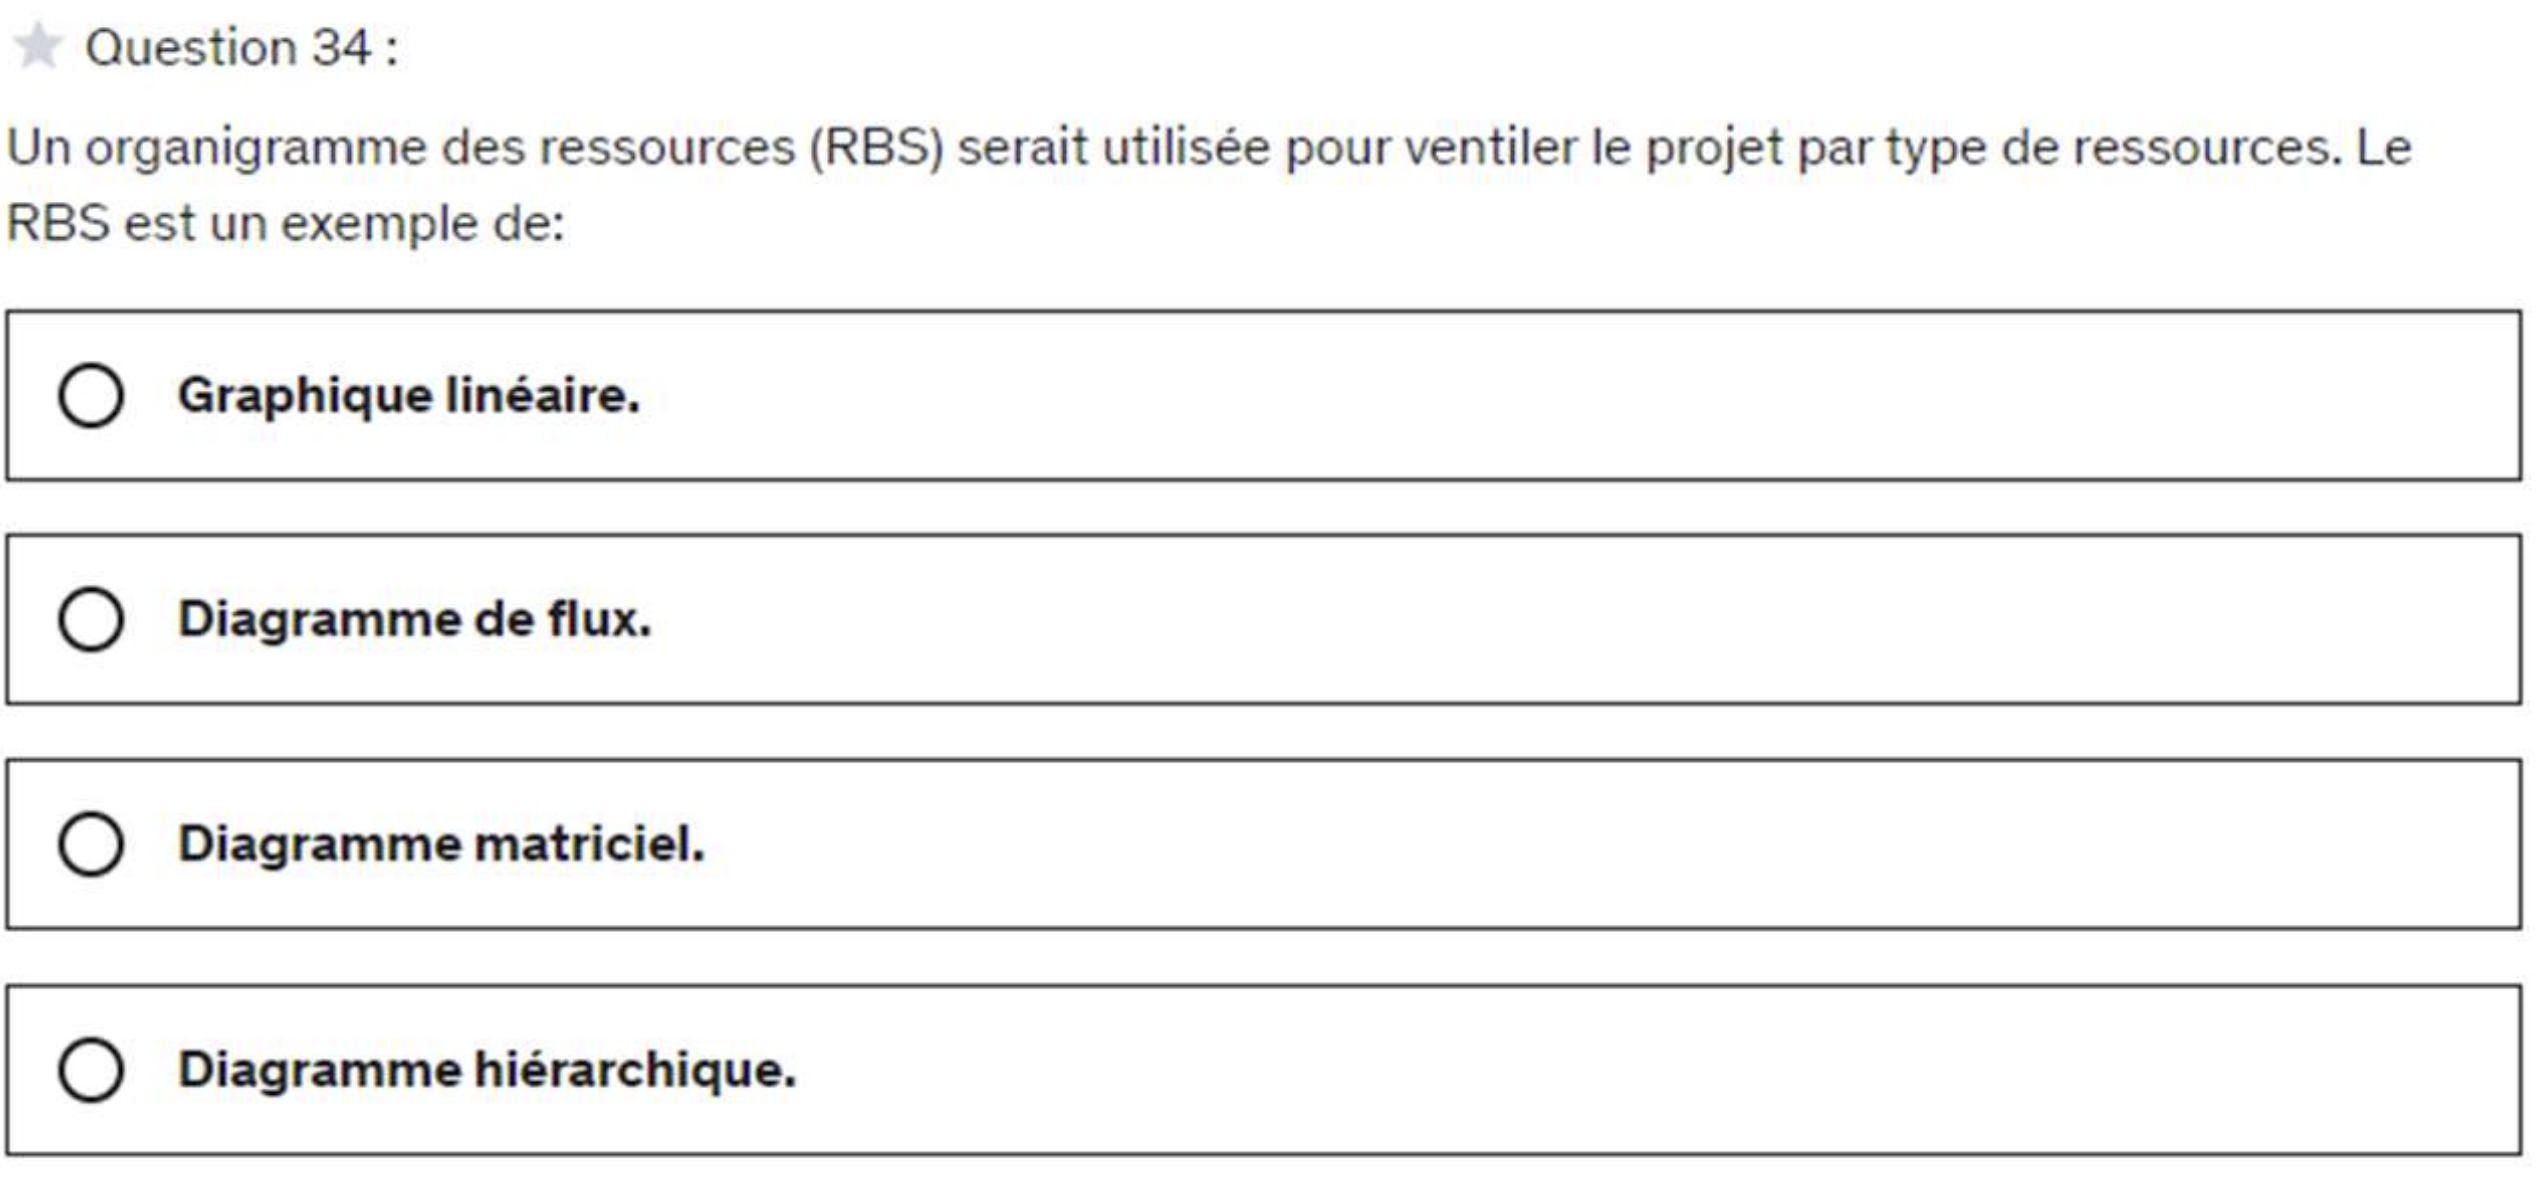 Question 34 :
Un organigramme des ressources (RBS) serait utilisée pour ventiler le projet par type de ressources. Le
RBS est un exemple de:
Graphique linéaire.
Diagramme de flux.
Diagramme matriciel.
Diagramme hiérarchique.